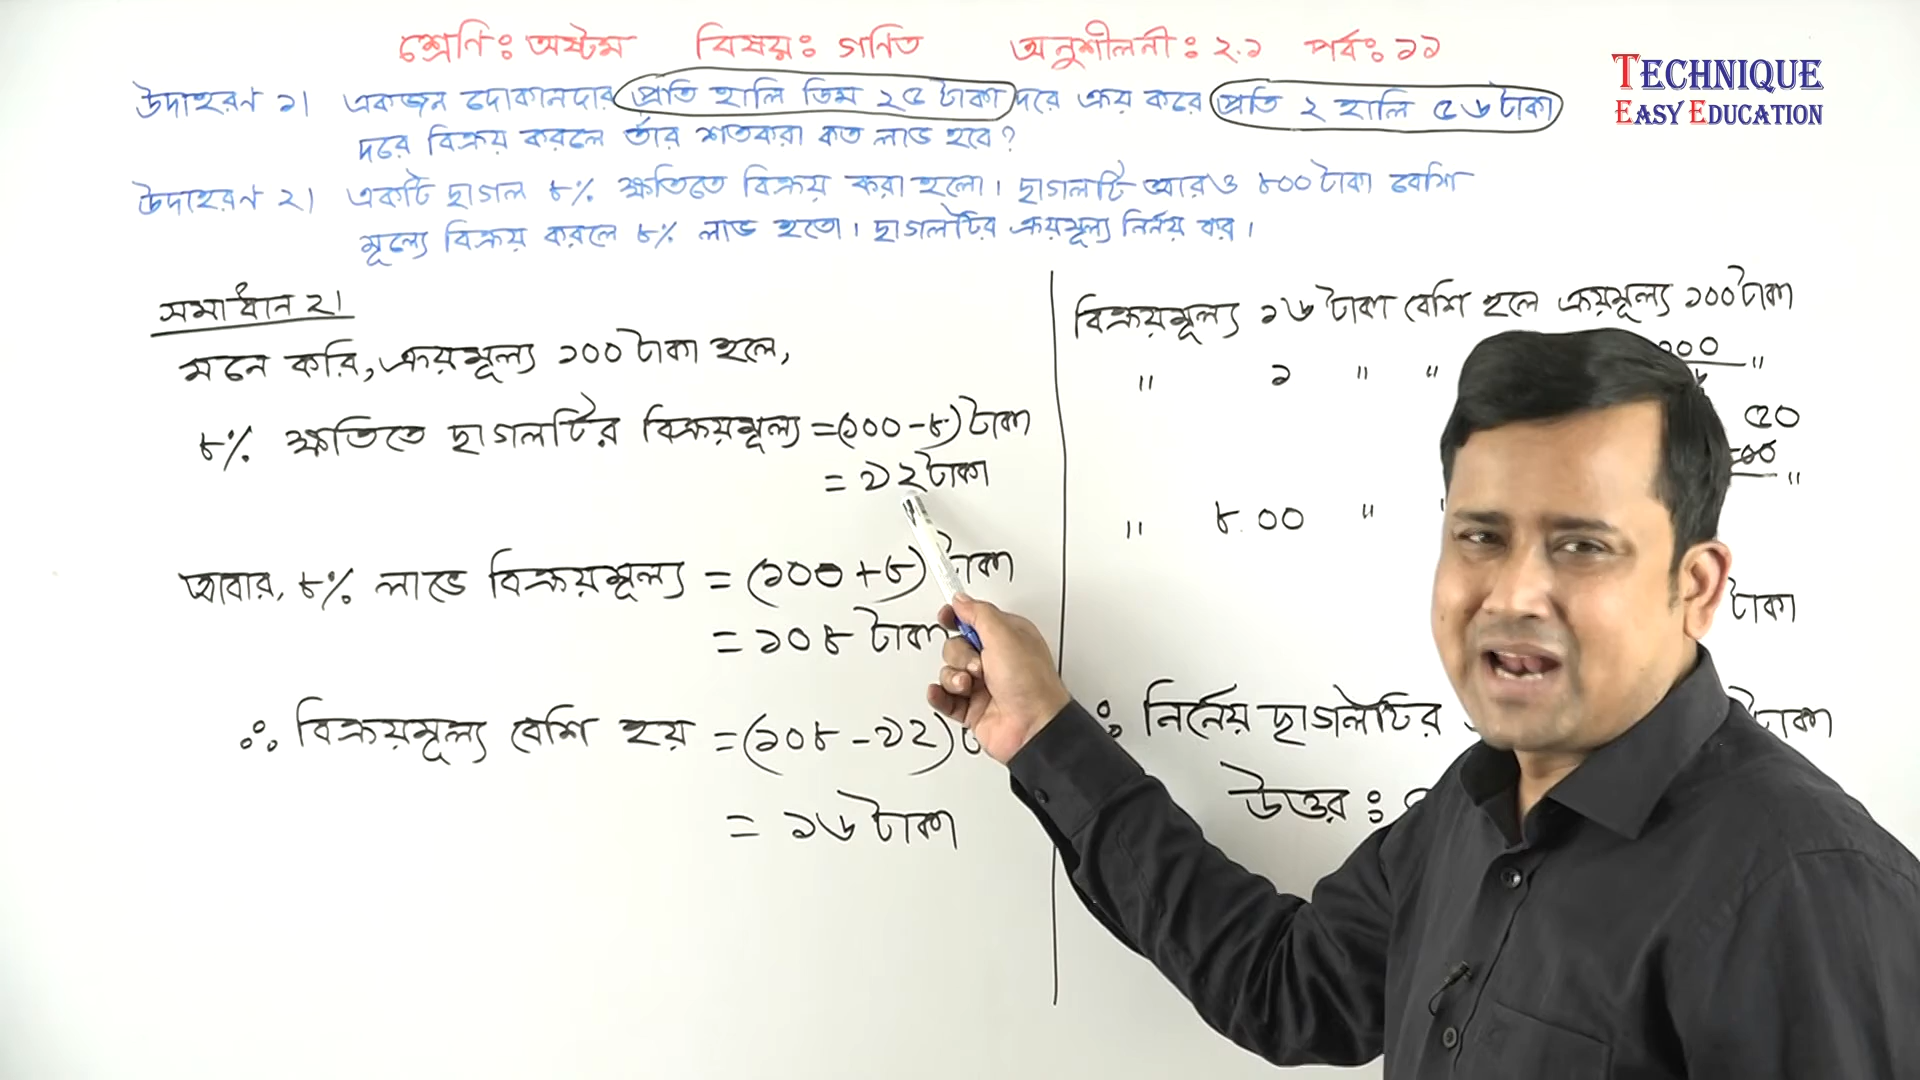 শ্রেণি: অষ্টম বিষয়: গণিত অনুশীলনী: ২.১ পর্ব: ১১
TECHNIQUE
EASY EDUCATION
উদাহরণ ১। একজন দোকানদার প্রতি হালি ডিম ২৫ টাকা দরে ক্রয় করে প্রতি ২ হালি ৫৬ টাকা
দরে বিক্রয় করলে তাঁর শতকরা কত লাভ হবে?
উদাহরণ ২। একটি ছাগল ৮% ক্ষতিতে বিক্রয় করা হলো। ছাগলটি আরও ৮০০ টাকা বেশি
মূল্যে বিক্রয় করলে ৮% লাভ হতো। ছাগলটির ক্রয়মূল্য নির্নয় কর।
সমাধান ২।
মনে করি, ক্রয়মূল্য ১০০ টাকা হলে,
৮% ক্ষতিতে ছাগলটির বিক্রয়মূল্য = (১০০ - ৮) টাকা
= ৯২ টাকা
আবার, ৮% লাভে বিক্রয়মূল্য = (১০০ + ৮) টাকা
= ১০৮ টাকা
∴ বিক্রয়মূল্য বেশি হয় = (১০৮ - ৯২)
= ১৬ টাকা
বিক্রয়মূল্য ১৬ টাকা বেশি হলে ক্রয়মূল্য ১০০ টাকা
" ১ " " ১০০ "
৫০
" ৮০০ " " "
টাকা
∴ নির্নেয় ছাগলটির টাকা
উত্তর: